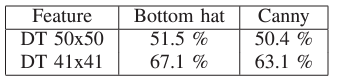 Feature Bottom hat Canny
DT 50x50 51.5 % 50.4 %
DT 41x41 67.1 % 63.1 %